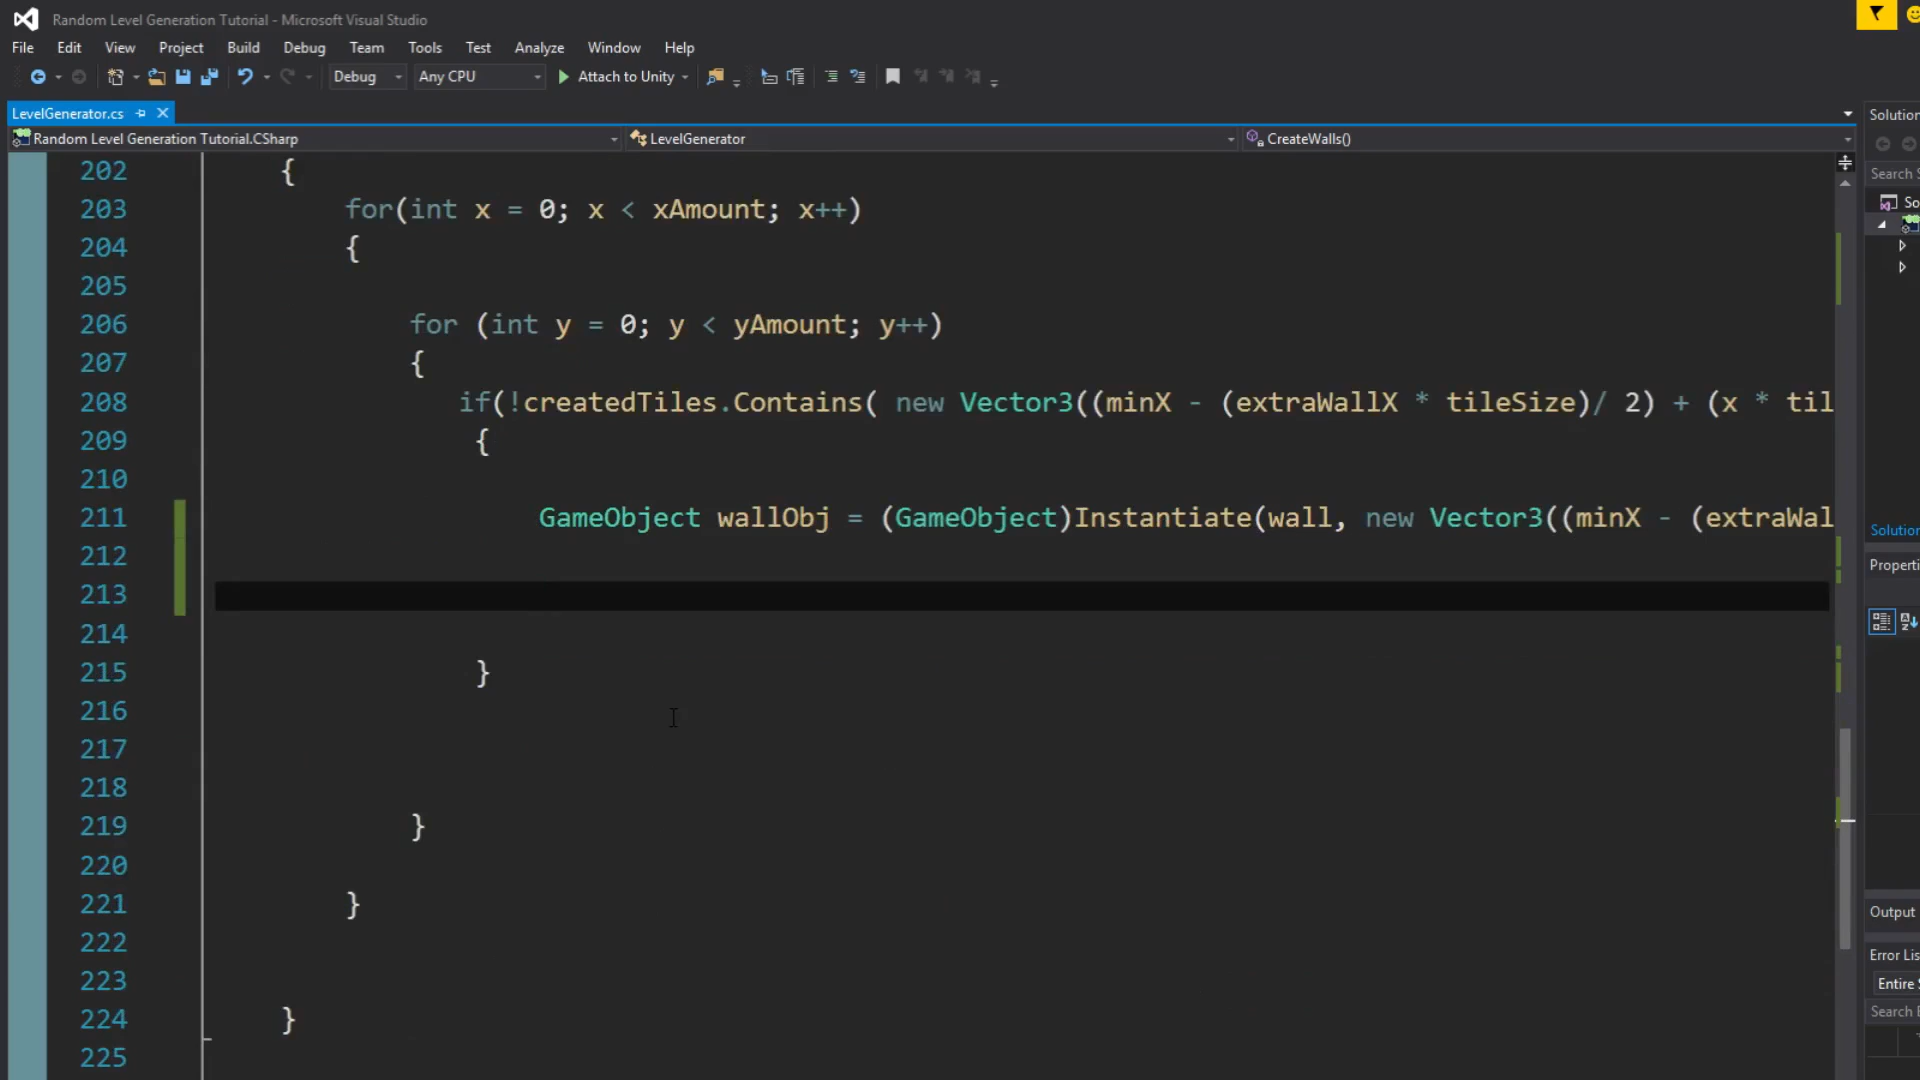 Random Level Generation Tutorial - Microsoft Visual Studio
File Edit View Project Build Debug Team Tools Test Analyze Window Help
Debug Any CPU Attach to Unity
LevelGenerator.cs
Random Level Generation Tutorial.CSharp LevelGenerator CreateWalls()
202 {
203 for(int x = 0; x < xAmount; x++)
204 {
205
206 for (int y = 0; y < yAmount; y++)
207 {
208 if(!createdTiles.Contains( new Vector3((minX - (extraWallX * tileSize)/ 2) + (x * til
209 {
210
211 GameObject wallObj = (GameObject)Instantiate(wall, new Vector3((minX - (extraWal
212
213
214
215 }
216
217
218
219 }
220
221 }
222
223
224 }
225
Solution
Search S
So
Solution
Properti
Output
Error Lis
Entire S
Search E